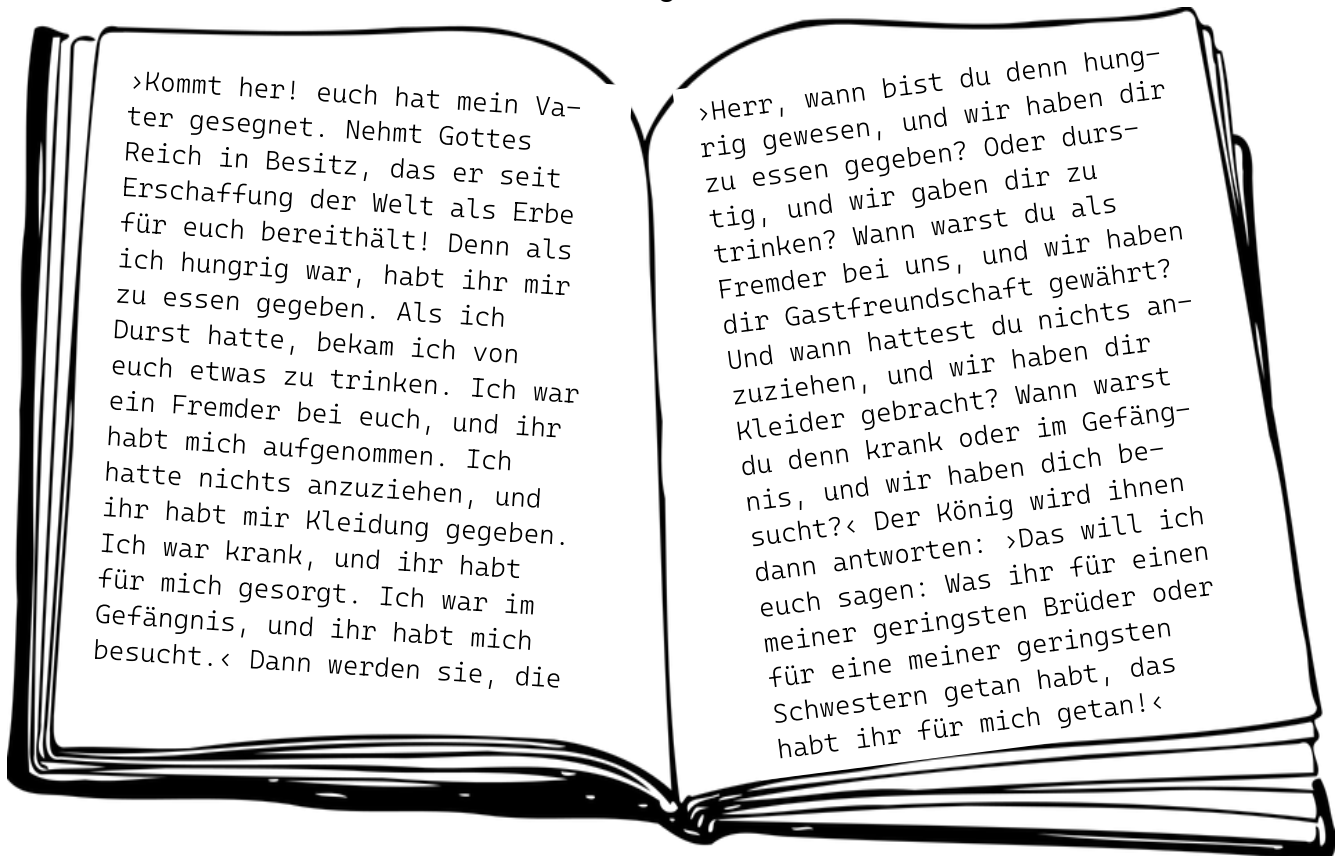 ›Kommt her! euch hat mein Va–
ter gesegnet. Nehmt Gottes
Reich in Besitz, das er seit
Erschaffung der Welt als Erbe
für euch bereithält! Denn als
ich hungrig war, habt ihr mir
zu essen gegeben. Als ich
Durst hatte, bekam ich von
euch etwas zu trinken. Ich war
ein Fremder bei euch, und ihr
habt mich aufgenommen. Ich
hatte nichts anzuziehen, und
ihr habt mir Kleidung gegeben.
Ich war krank, und ihr habt
für mich gesorgt. Ich war im
Gefängnis, und ihr habt mich
besucht.‹ Dann werden sie, die
›Herr, wann bist du denn hung–
rig gewesen, und wir haben dir
zu essen gegeben? Oder durs–
tig, und wir gaben dir zu
trinken? Wann warst du als
Fremder bei uns, und wir haben
dir Gastfreundschaft gewährt?
Und wann hattest du nichts an–
zuziehen, und wir haben dir
Kleider gebracht? Wann warst
du denn krank oder im Gefäng–
nis, und wir haben dich be–
sucht?‹ Der König wird ihnen
dann antworten: ›Das will ich
euch sagen: Was ihr für einen
meiner geringsten Brüder oder
für eine meiner geringsten
Schwestern getan habt, das
habt ihr für mich getan!‹